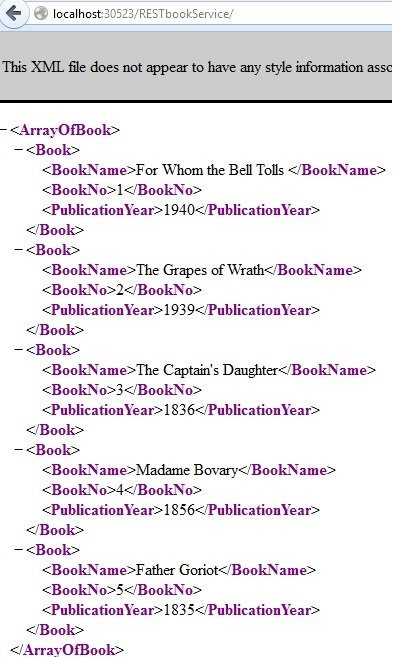 localhost:30523/RESTbookService/
This XML file does not appear to have any style information asso
−<ArrayOfBook>
−<Book>
<BookName>For Whom the Bell Tolls </BookName>
<BookNo>1</BookNo>
<PublicationYear>1940</PublicationYear>
</Book>
−<Book>
<BookName>The Grapes of Wrath</BookName>
<BookNo>2</BookNo>
<PublicationYear>1939</PublicationYear>
</Book>
−<Book>
<BookName>The Captain's Daughter</BookName>
<BookNo>3</BookNo>
<PublicationYear>1836</PublicationYear>
</Book>
−<Book>
<BookName>Madame Bovary</BookName>
<BookNo>4</BookNo>
<PublicationYear>1856</PublicationYear>
</Book>
−<Book>
<BookName>Father Goriot</BookName>
<BookNo>5</BookNo>
<PublicationYear>1835</PublicationYear>
</Book>
</ArrayOfBook>